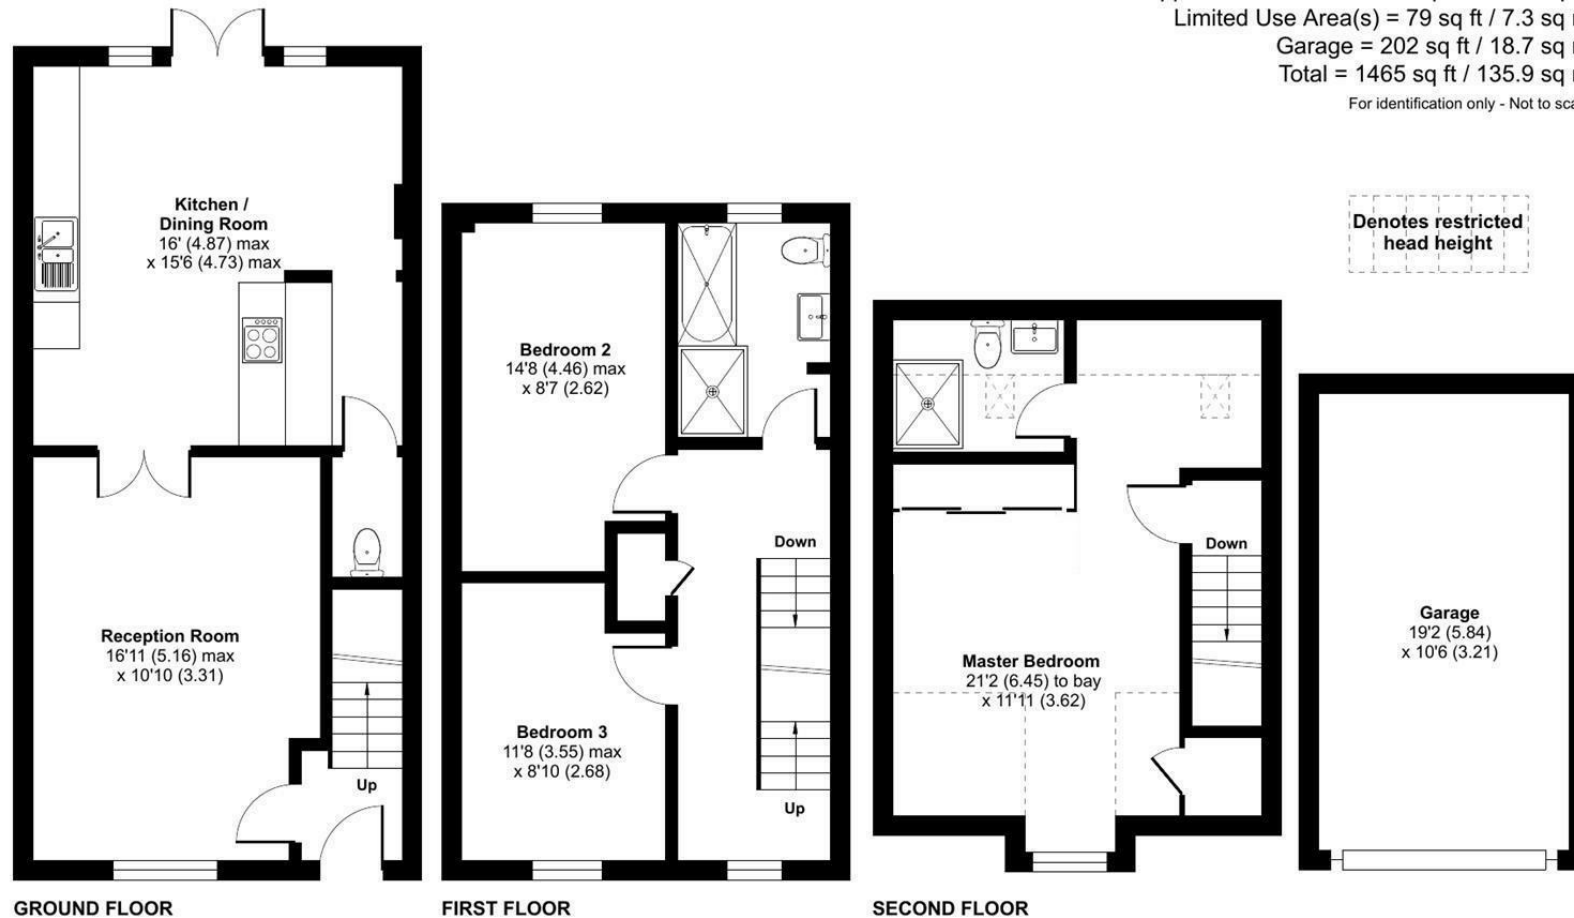 Limited Use Area(s) = 79 sq ft / 7.3 sq
Garage = 202 sq ft / 18.7 sq
Total = 1465 sq ft / 135.9 sq
For identification only - Not to
Denotes restricted
head height
Kitchen /
Dining Room
16' (4.87) max
x 15'6 (4.73) max
Reception Room
16'11 (5.16) max
x 10'10 (3.31)
Up
GROUND FLOOR
Bedroom 2
14'8 (4.46) max
x 8'7 (2.62)
Down
Bedroom 3
11'8 (3.55) max
x 8'10 (2.68)
Up
FIRST FLOOR
Down
Master Bedroom
21'2 (6.45) to bay
x 11'11 (3.62)
SECOND FLOOR
Garage
19'2 (5.84)
x 10'6 (3.21)